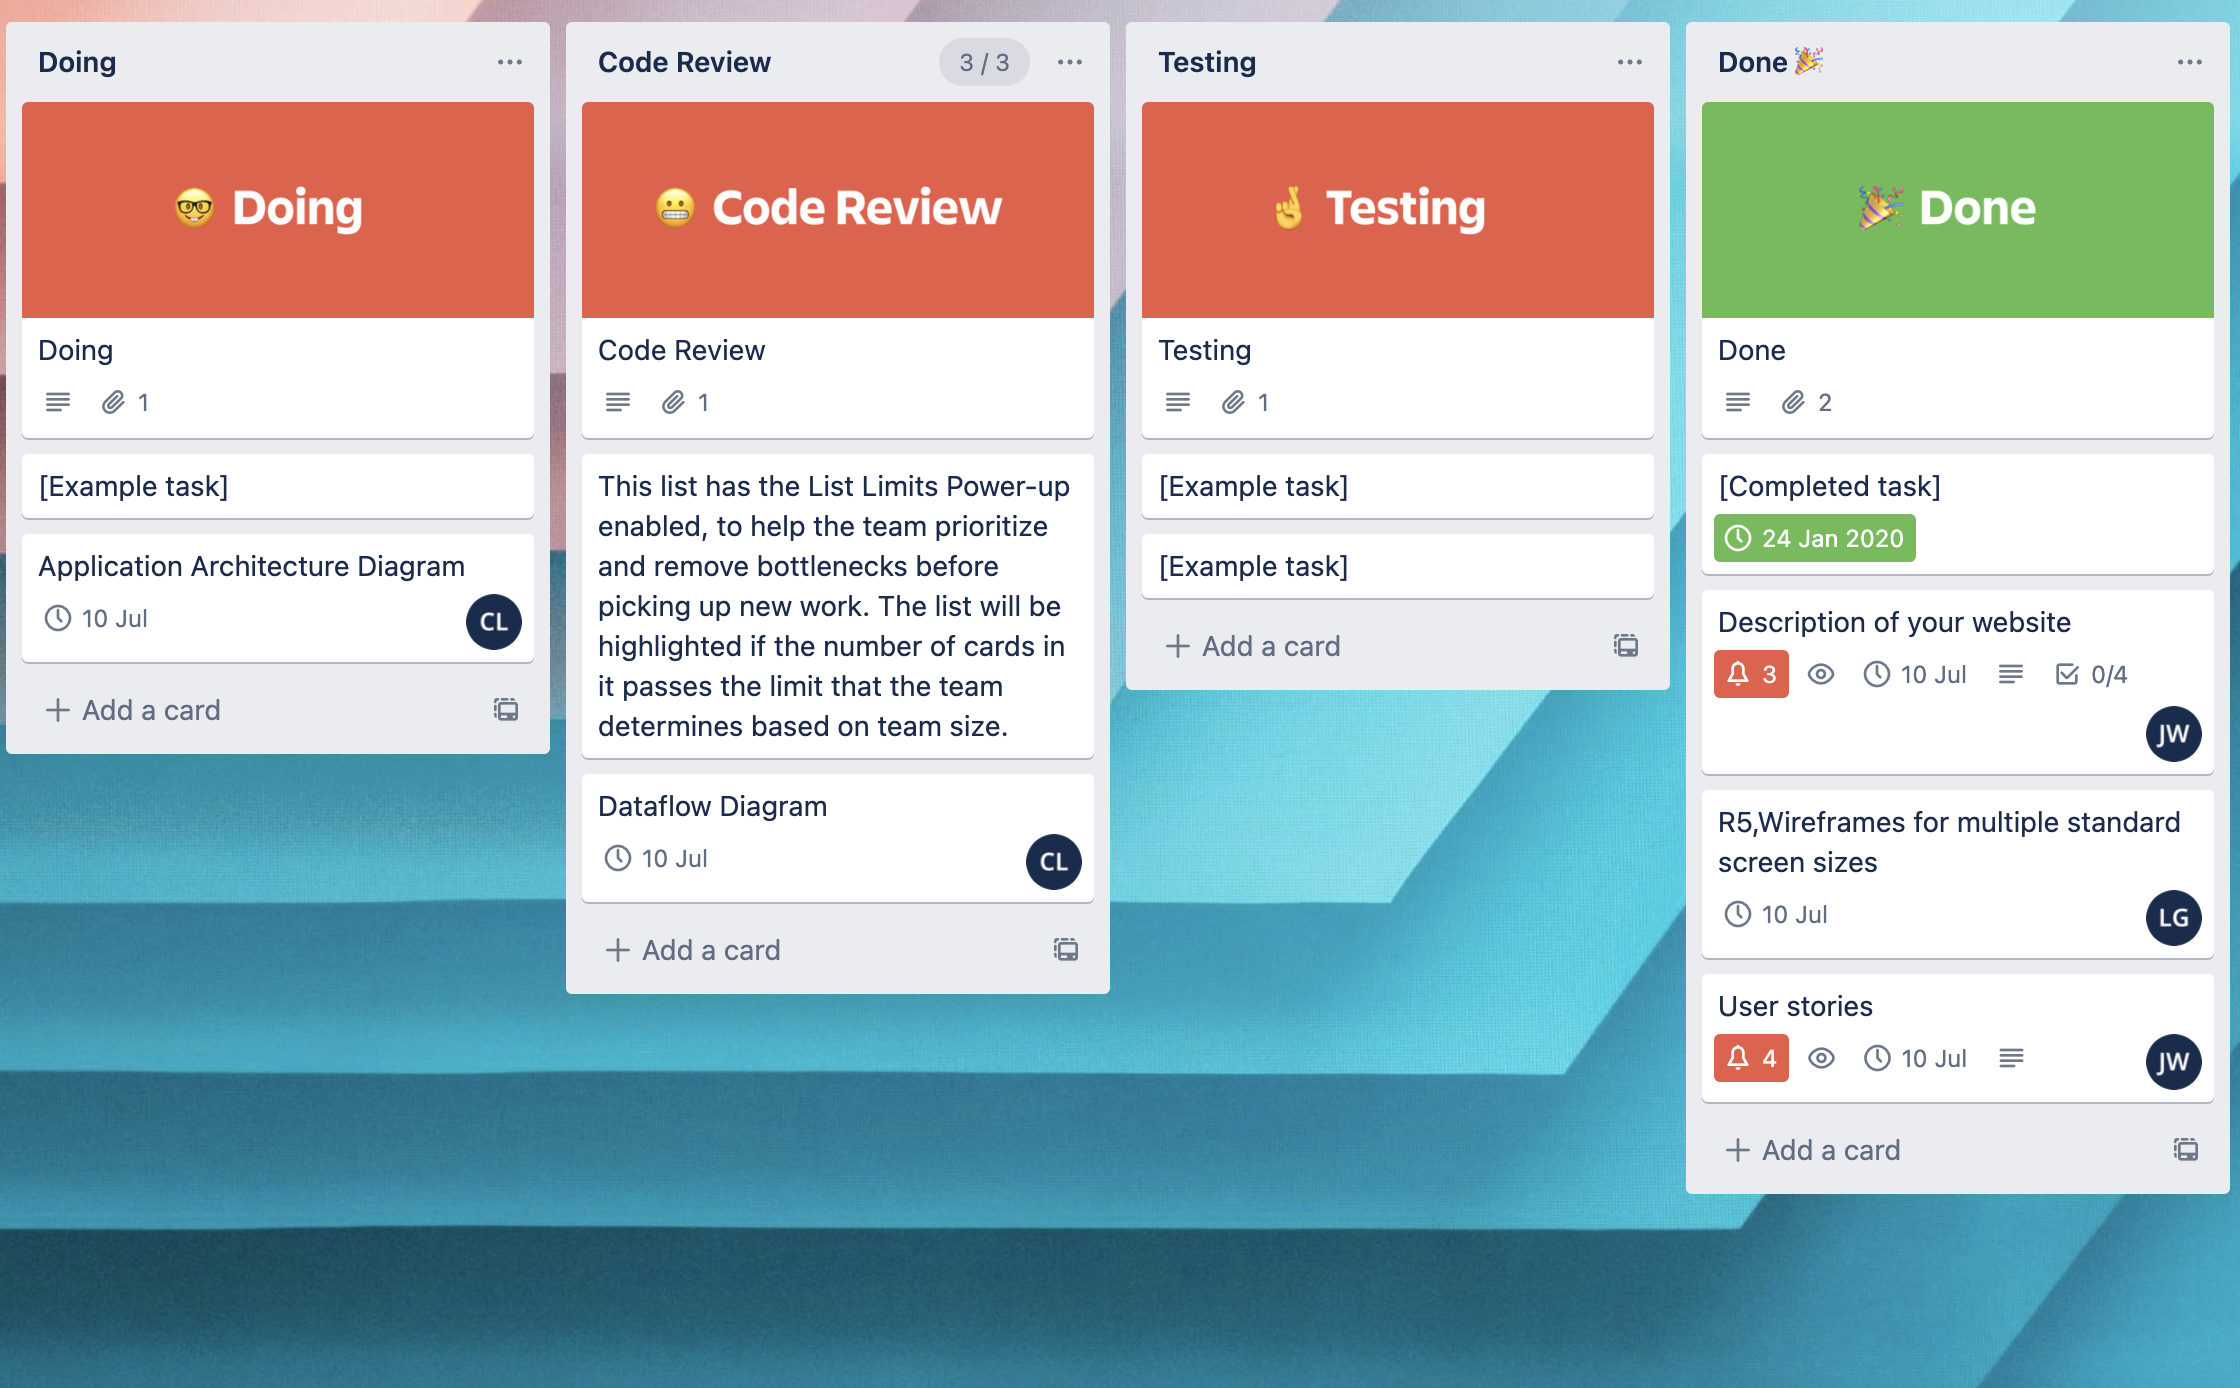 Doing
🤓 Doing
Doing
1
[Example task]
Application Architecture Diagram
10 Jul
CL
+ Add a card
Code Review
3 / 3
😬 Code Review
Code Review
1
This list has the List Limits Power-up
enabled, to help the team prioritize
and remove bottlenecks before
picking up new work. The list will be
highlighted if the number of cards in
it passes the limit that the team
determines based on team size.
Dataflow Diagram
10 Jul
CL
+ Add a card
Testing
🤞 Testing
Testing
1
[Example task]
[Example task]
+ Add a card
Done 🎉
🎉 Done
Done
2
[Completed task]
24 Jan 2020
Description of your website
3 10 Jul 0/4
JW
R5,Wireframes for multiple standard
screen sizes
10 Jul
LG
User stories
4 10 Jul
JW
+ Add a card